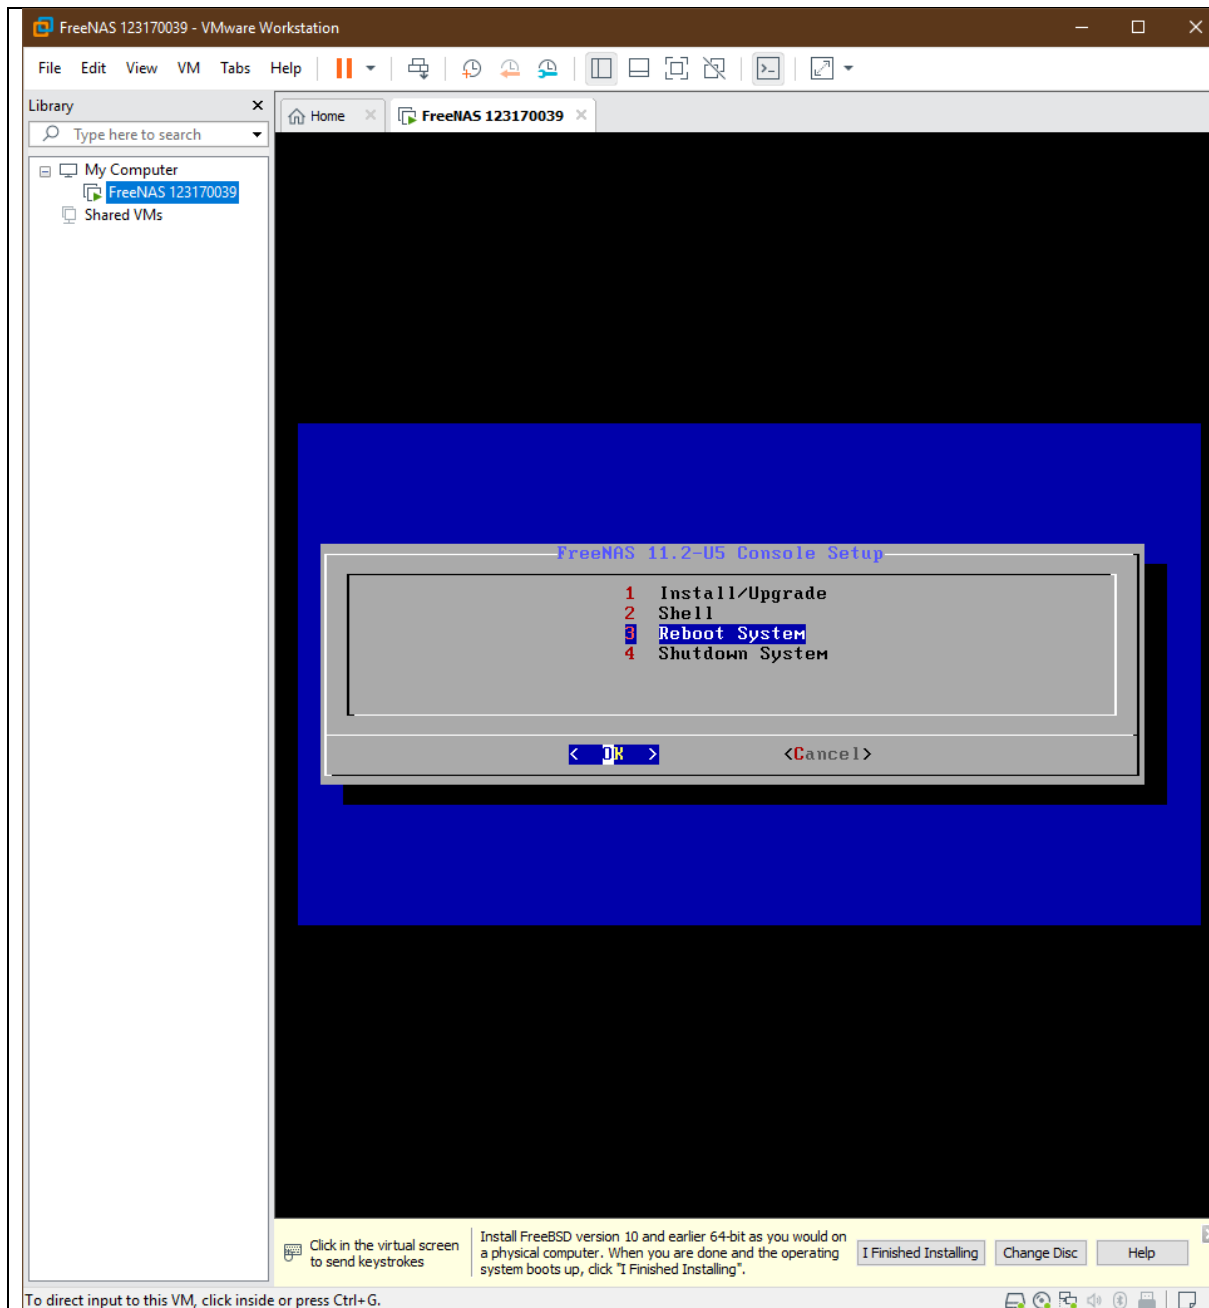 FreeNAS 123170039 - VMware Workstation
File Edit View VM Tabs Help
Library
Type here to search
My Computer
FreeNAS 123170039
Shared VMs
Home
FreeNAS 123170039
FreeNAS 11.2-U5 Console Setup
1 Install/Upgrade
2 Shell
3 Reboot System
4 Shutdown System
< OK > <Cancel>
Click in the virtual screen
to send keystrokes
Install FreeBSD version 10 and earlier 64-bit as you would on
a physical computer. When you are done and the operating
system boots up, click "I Finished Installing".
I Finished Installing
Change Disc
Help
To direct input to this VM, click inside or press Ctrl+G.